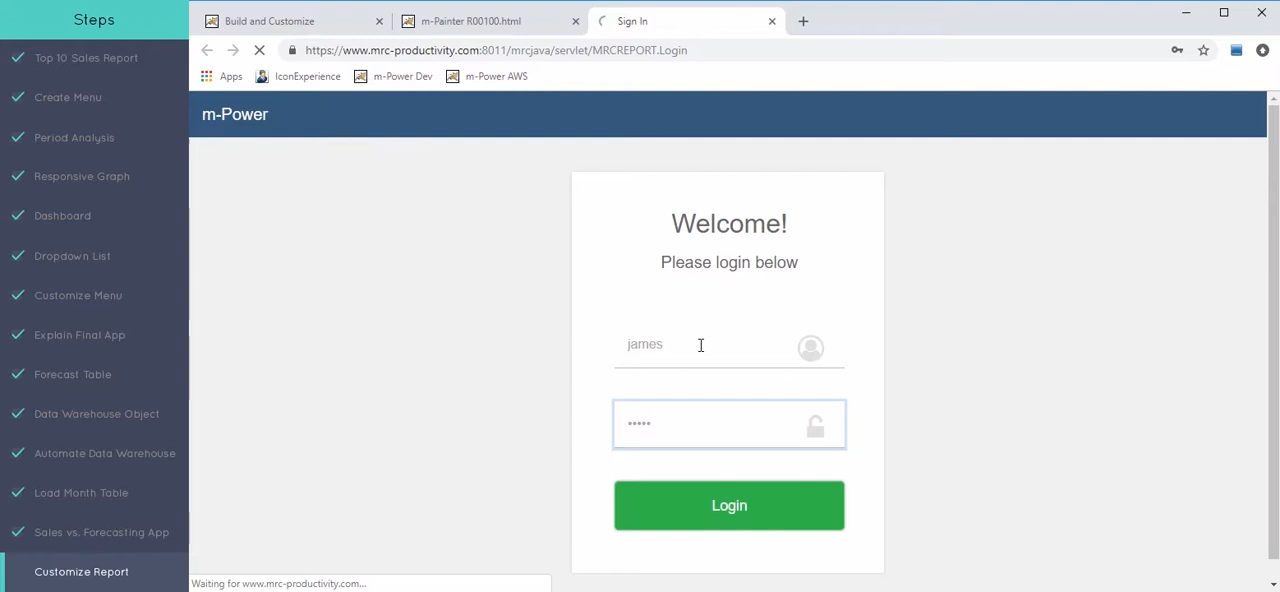 Steps
Top 10 Sales Report
Create Menu
Period Analysis
Responsive Graph
Dashboard
Dropdown List
Customize Menu
Explain Final App
Forecast Table
Data Warehouse Object
Automate Data Warehouse
Load Month Table
Sales vs. Forecasting App
Customize Report
Build and Customize
m-Painter R00100.html
Sign In
https://www.mrc-productivity.com:8011/mrcjava/servlet/MRCREPORT.Login
Apps
IconExperience
m-Power Dev
m-Power AWS
m-Power
Welcome!
Please login below
james
•••••
Login
Waiting for www.mrc-productivity.com...